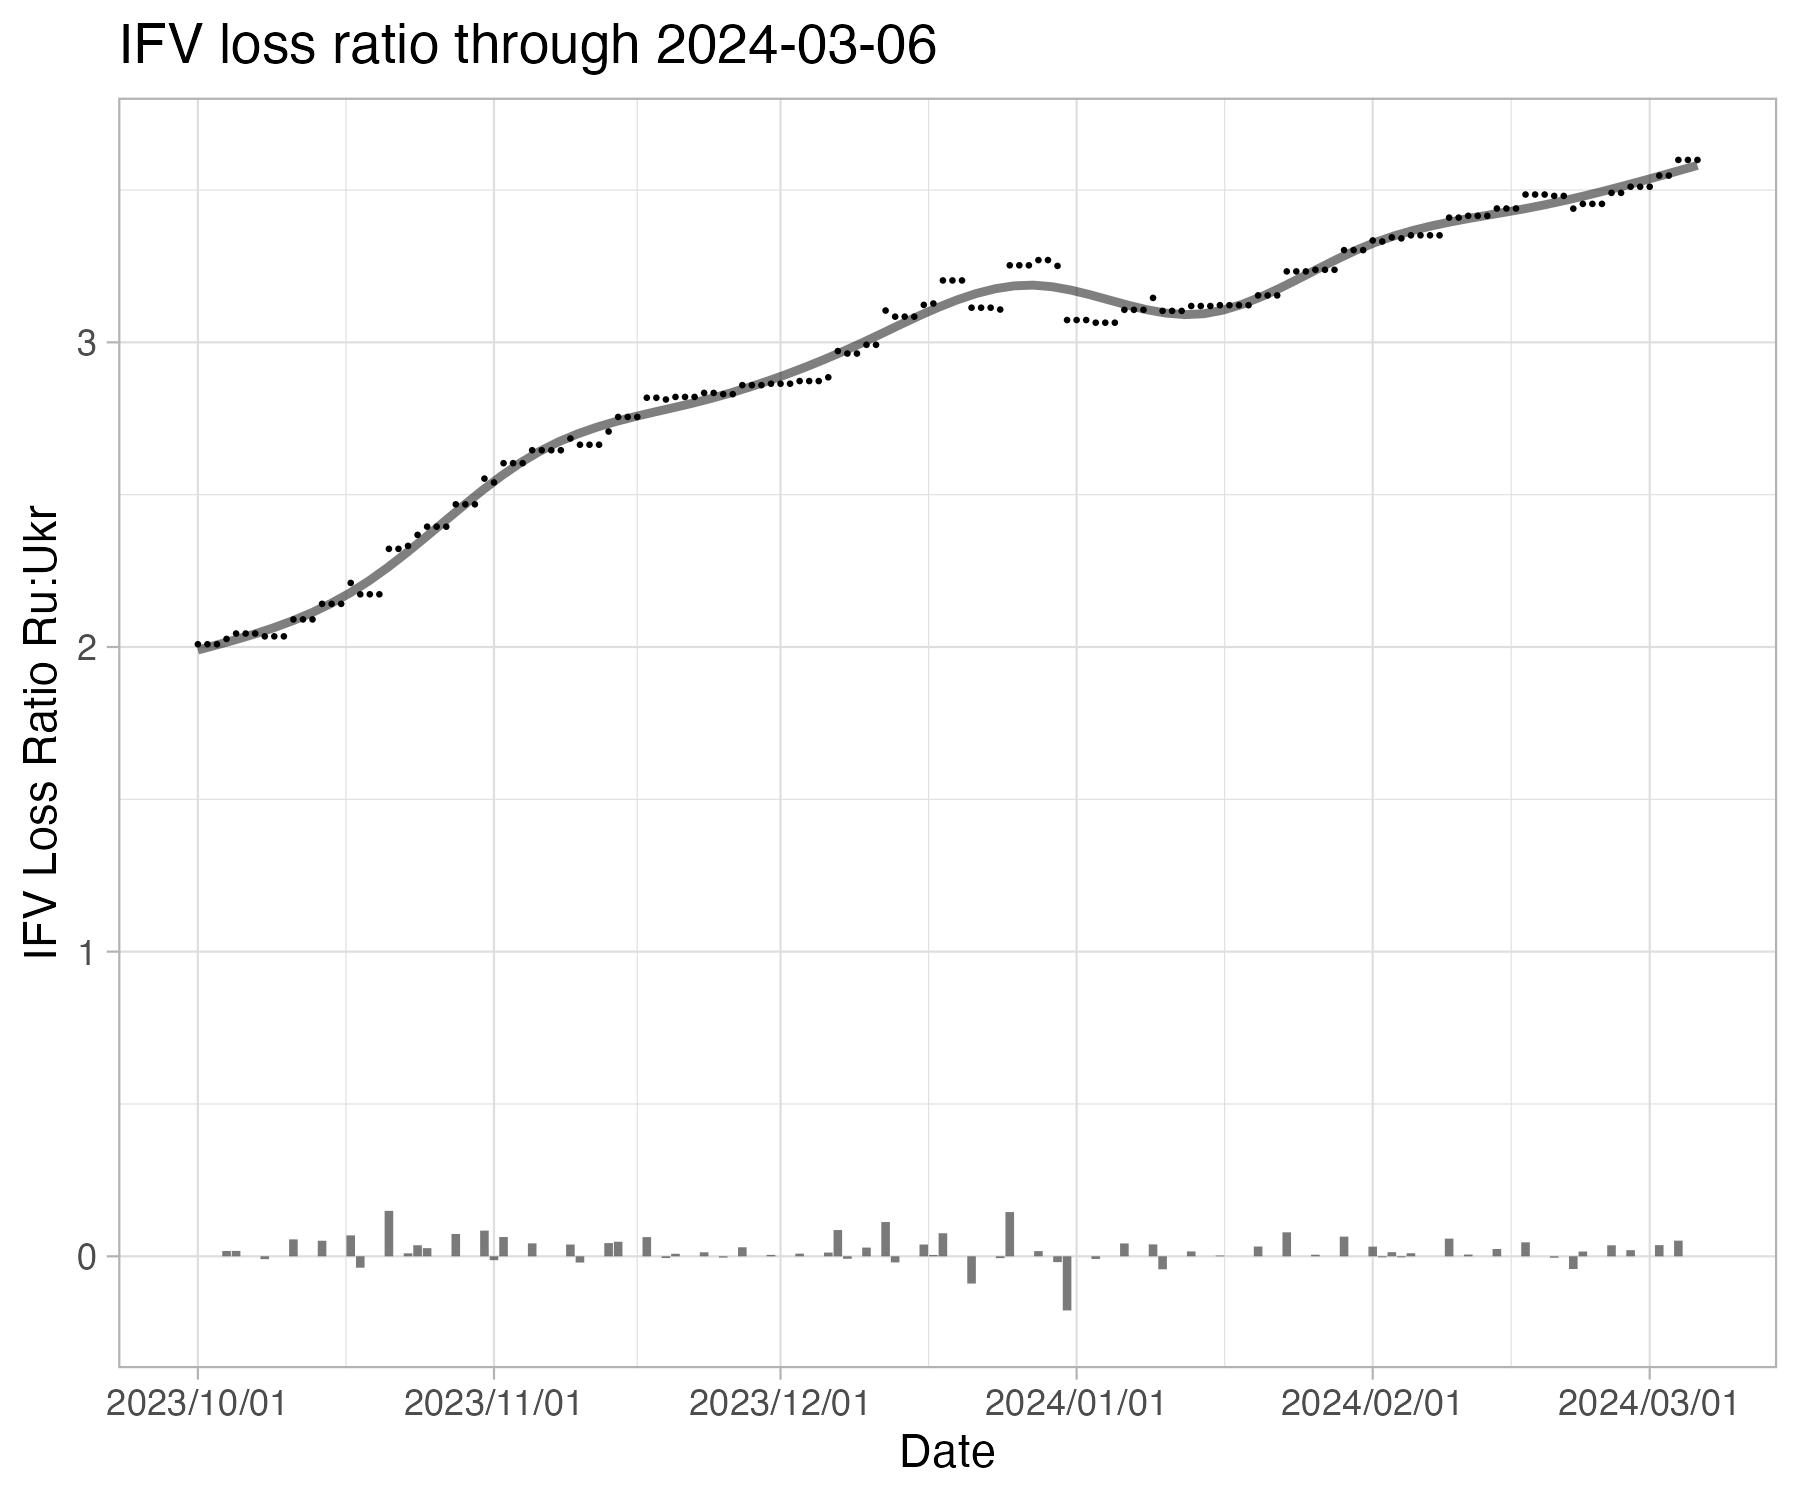 IFV loss ratio through 2024-03-06
IFV Loss Ratio Ru:Ukr
3
2
1
0
2023/10/01 2023/11/01 2023/12/01 2024/01/01 2024/02/01 2024/03/01
Date